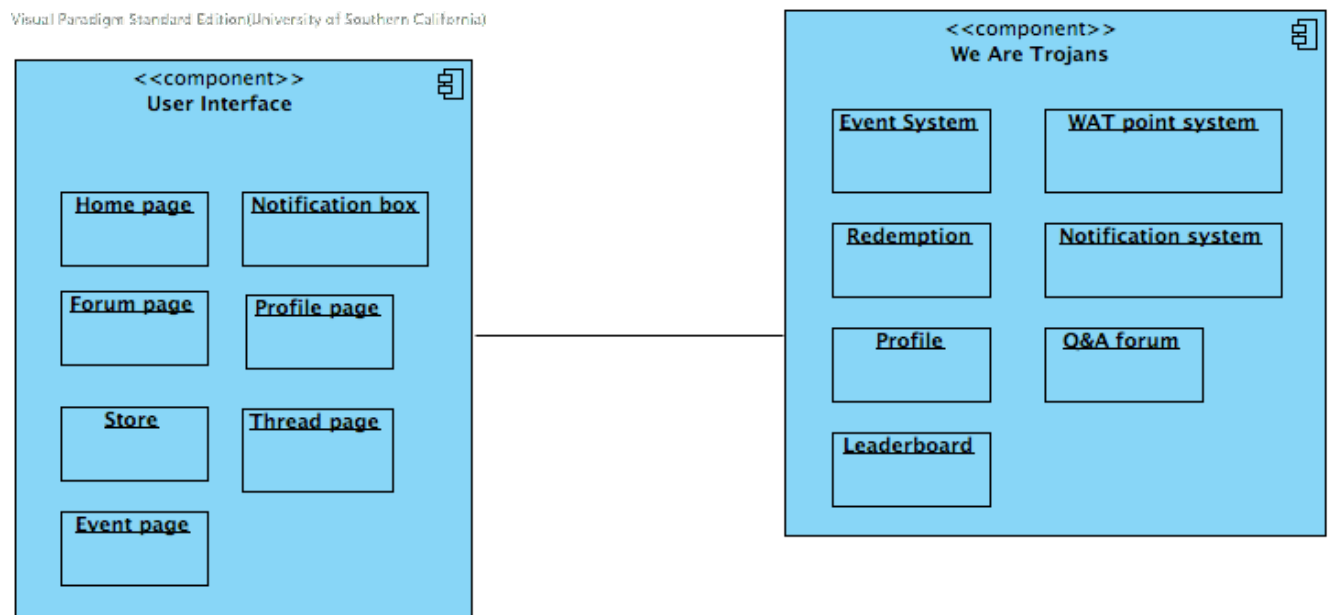 Visual Paradigm Standard Edition(University of Southern California)
<<component>>
User Interface
Home page
Notification box
Forum page
Profile page
Store
Thread page
Event page
<<component>>
We Are Trojans
Event System
WAT point system
Redemption
Notification system
Profile
Q&A forum
Leaderboard